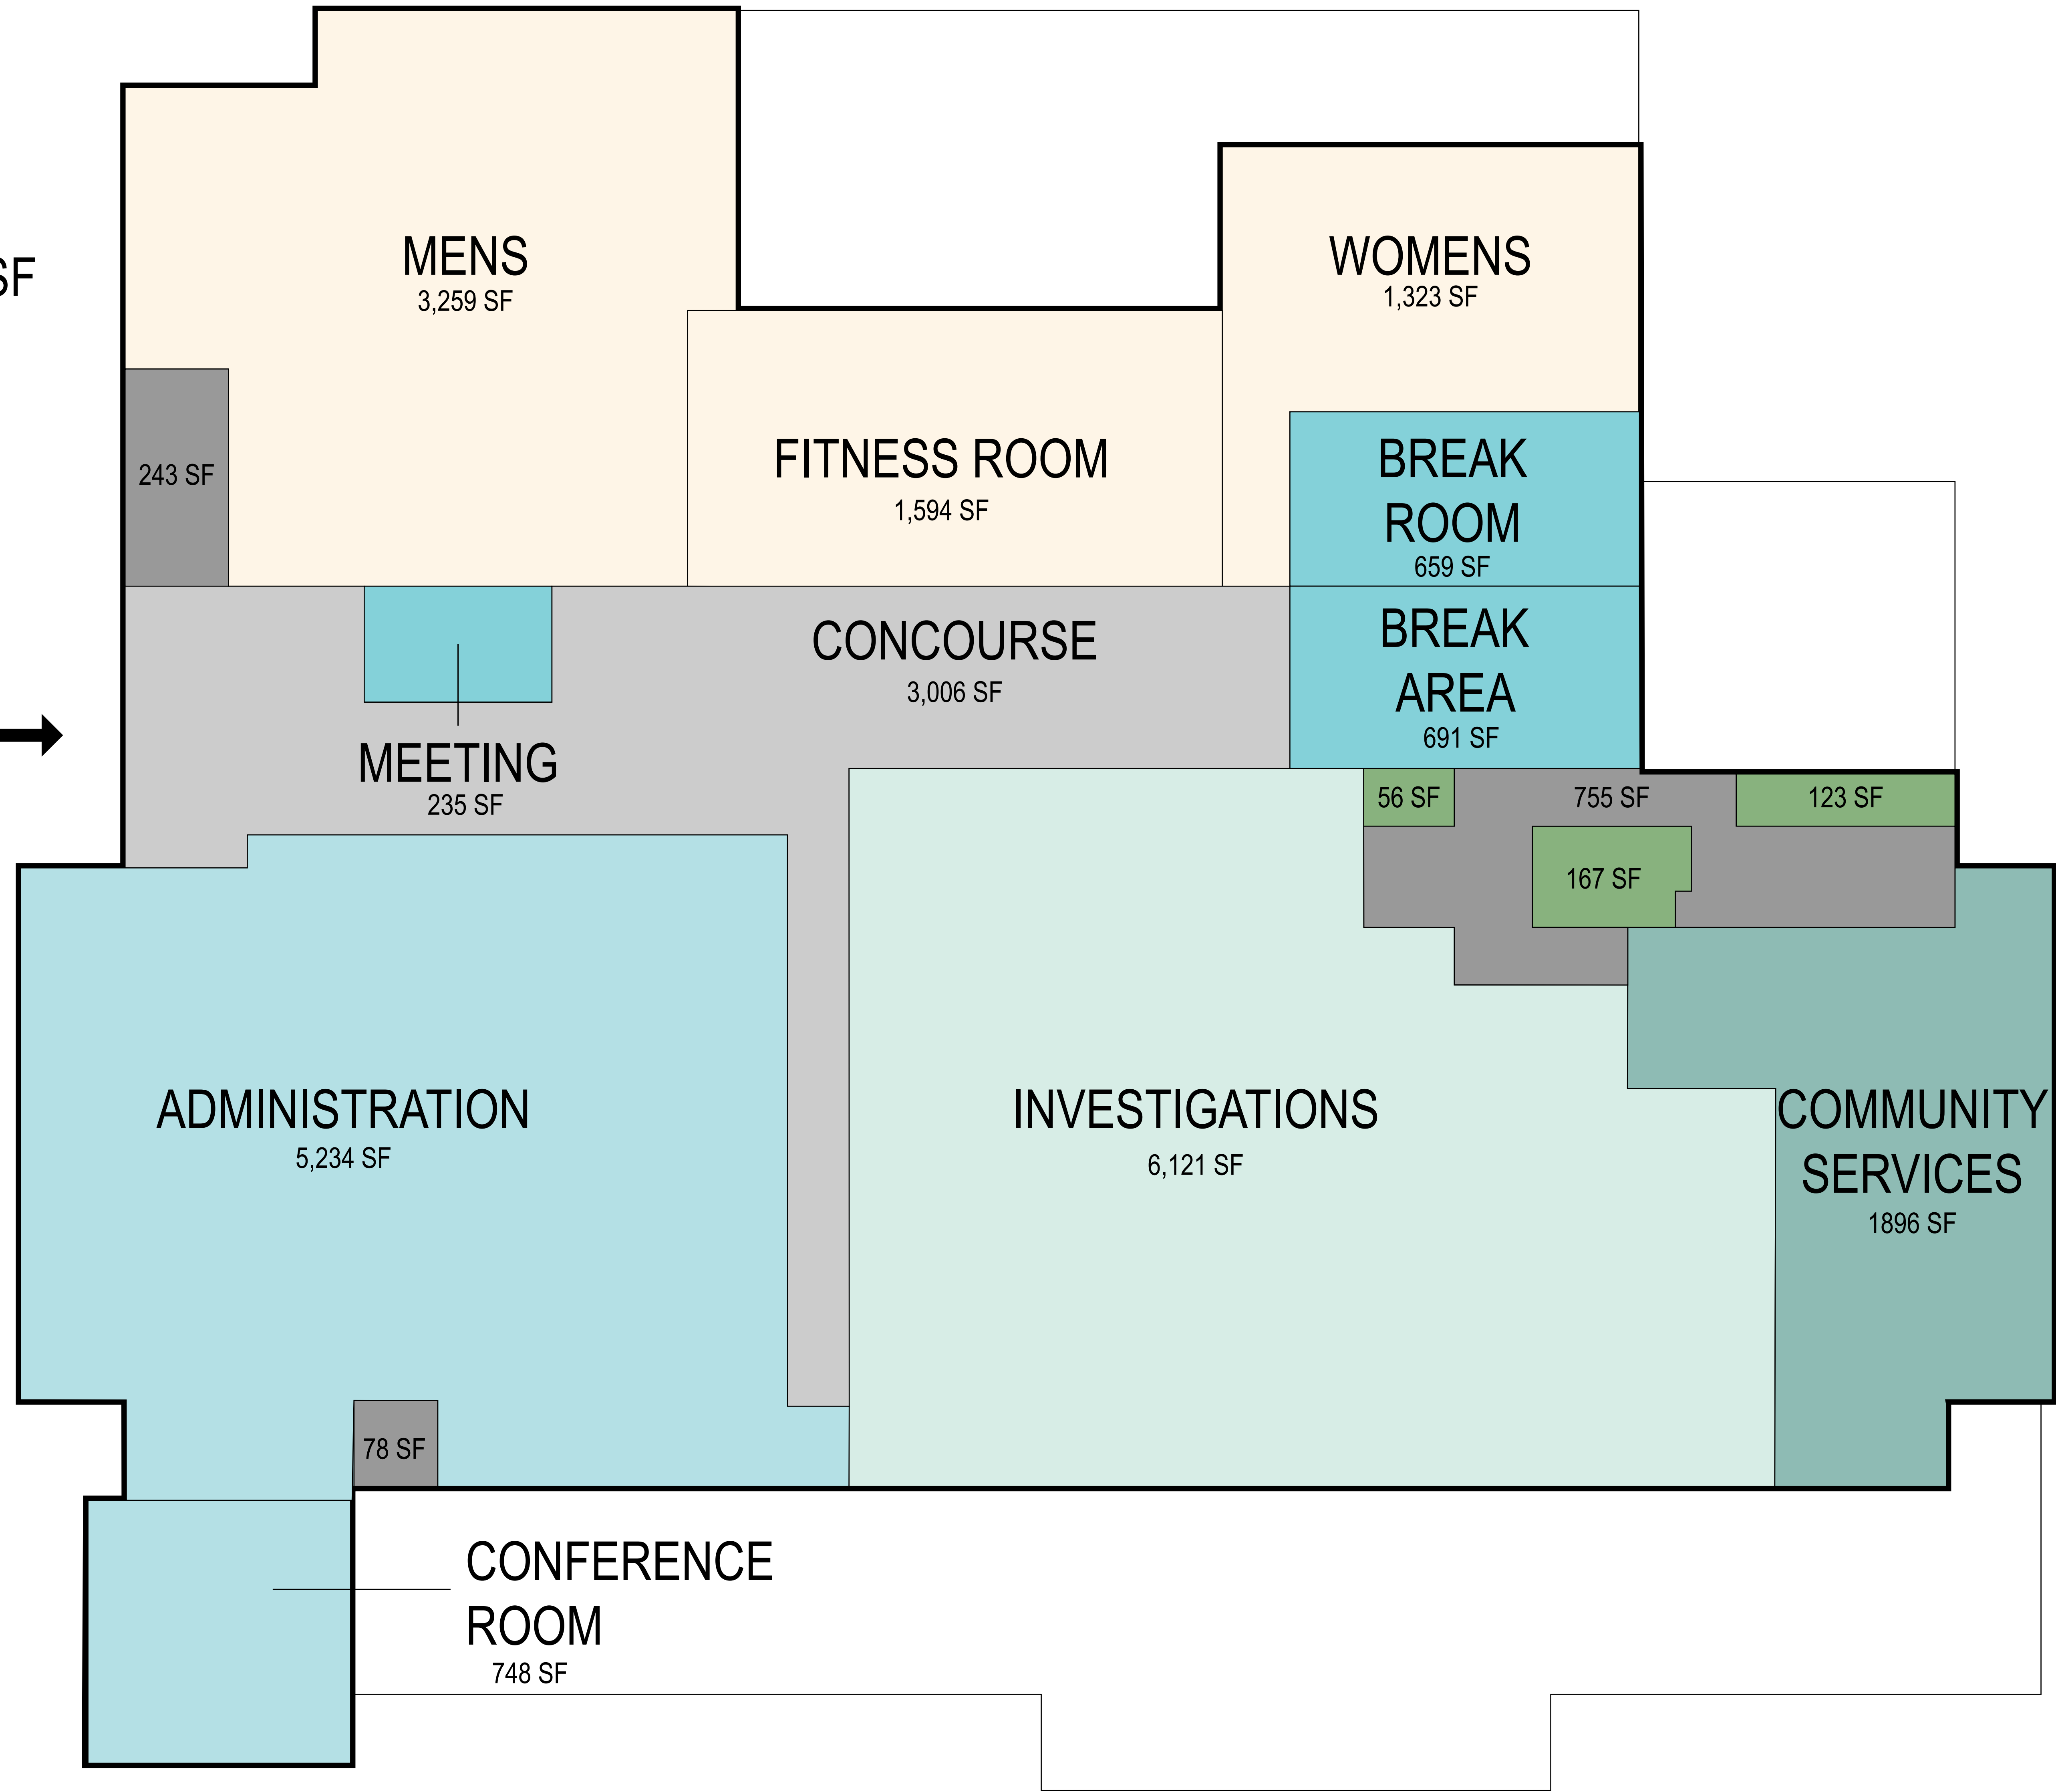 SF
MENS
3,259 SF
WOMENS
1,323 SF
243 SF
FITNESS ROOM
1,594 SF
BREAK
ROOM
659 SF
CONCOURSE
3,006 SF
BREAK
AREA
691 SF
MEETING
235 SF
56 SF
755 SF
123 SF
167 SF
ADMINISTRATION
5,234 SF
INVESTIGATIONS
6,121 SF
COMMUNITY
SERVICES
1896 SF
78 SF
CONFERENCE
ROOM
748 SF